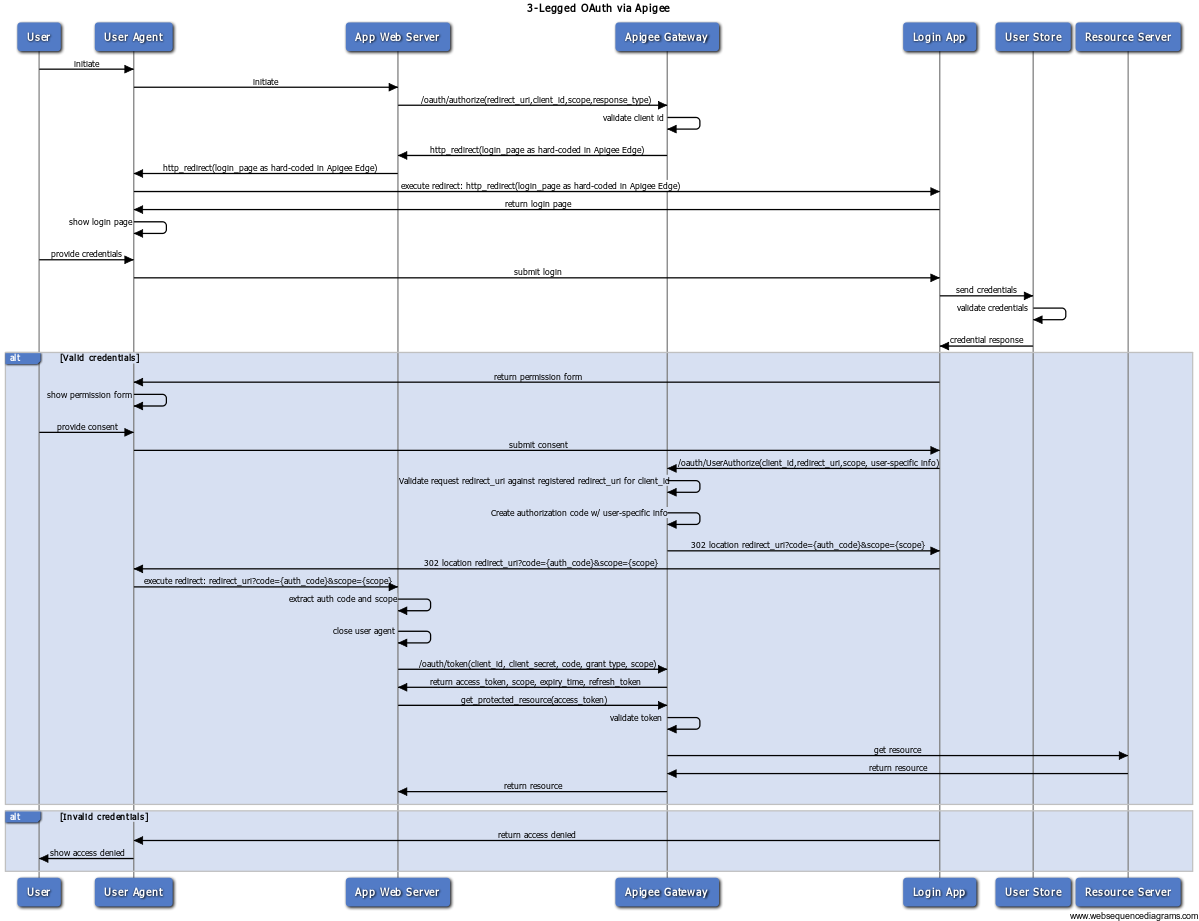 3-Legged OAuth via Apigee
User User Agent App Web Server Apigee Gateway Login App User Store Resource Server
initiate
initiate
/oauth/authorize(redirect_uri,client_id,scope,response_type)
validate client id
http_redirect(login_page as hard-coded in Apigee Edge)
http_redirect(login_page as hard-coded in Apigee Edge)
execute redirect: http_redirect(login_page as hard-coded in Apigee Edge)
return login page
show login page
provide credentials
submit login
send credentials
validate credentials
credential response
alt [Valid credentials]
return permission form
show permission form
provide consent
submit consent
/oauth/UserAuthorize(client_id,redirect_uri,scope, user-specific info)
Validate request redirect_uri against registered redirect_uri for client_id
Create authorization code w/ user-specific info
302 location redirect_uri?code={auth_code}&scope={scope}
302 location redirect_uri?code={auth_code}&scope={scope}
execute redirect: redirect_uri?code={auth_code}&scope={scope}
extract auth code and scope
close user agent
/oauth/token(client_id, client_secret, code, grant type, scope)
return access_token, scope, expiry_time, refresh_token
get_protected_resource(access_token)
validate token
get resource
return resource
return resource
alt [Invalid credentials]
return access denied
show access denied
User User Agent App Web Server Apigee Gateway Login App User Store Resource Server
www.websequencediagrams.com